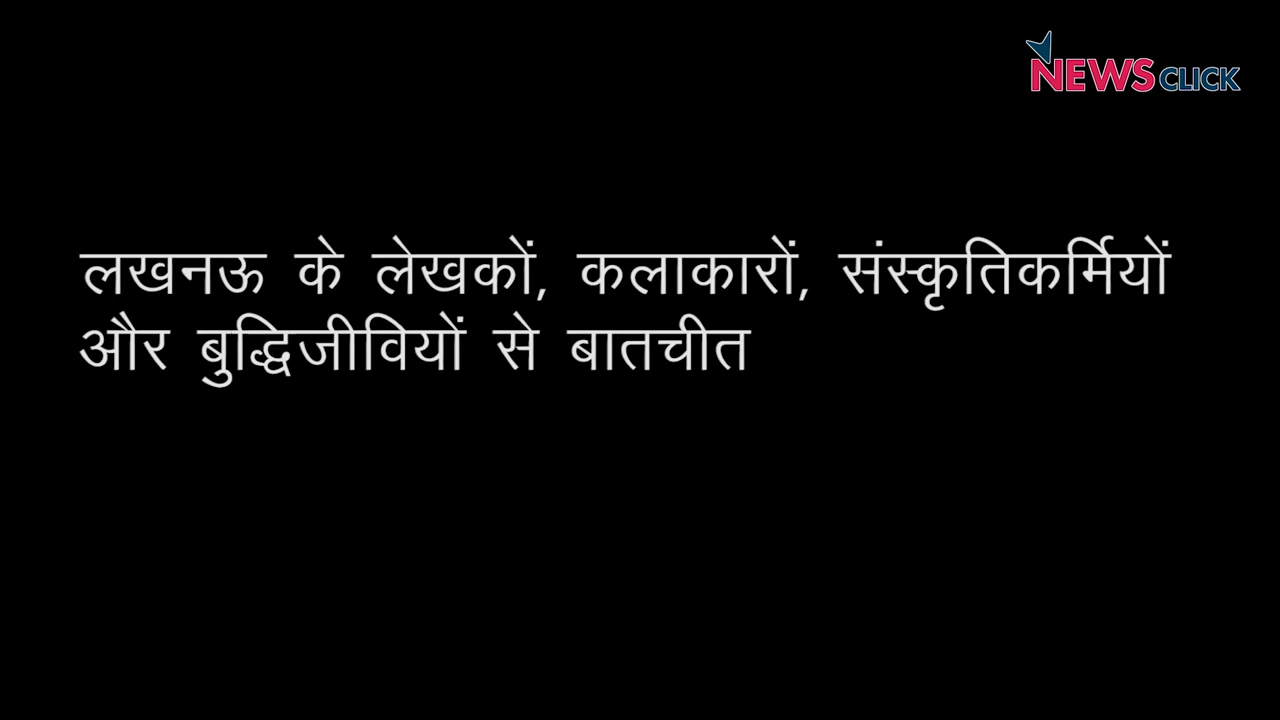 NEWSCLICK
लखनऊ के लेखकों, कलाकारों, संस्कृतिकर्मियों
और बुद्धिजीवियों से बातचीत